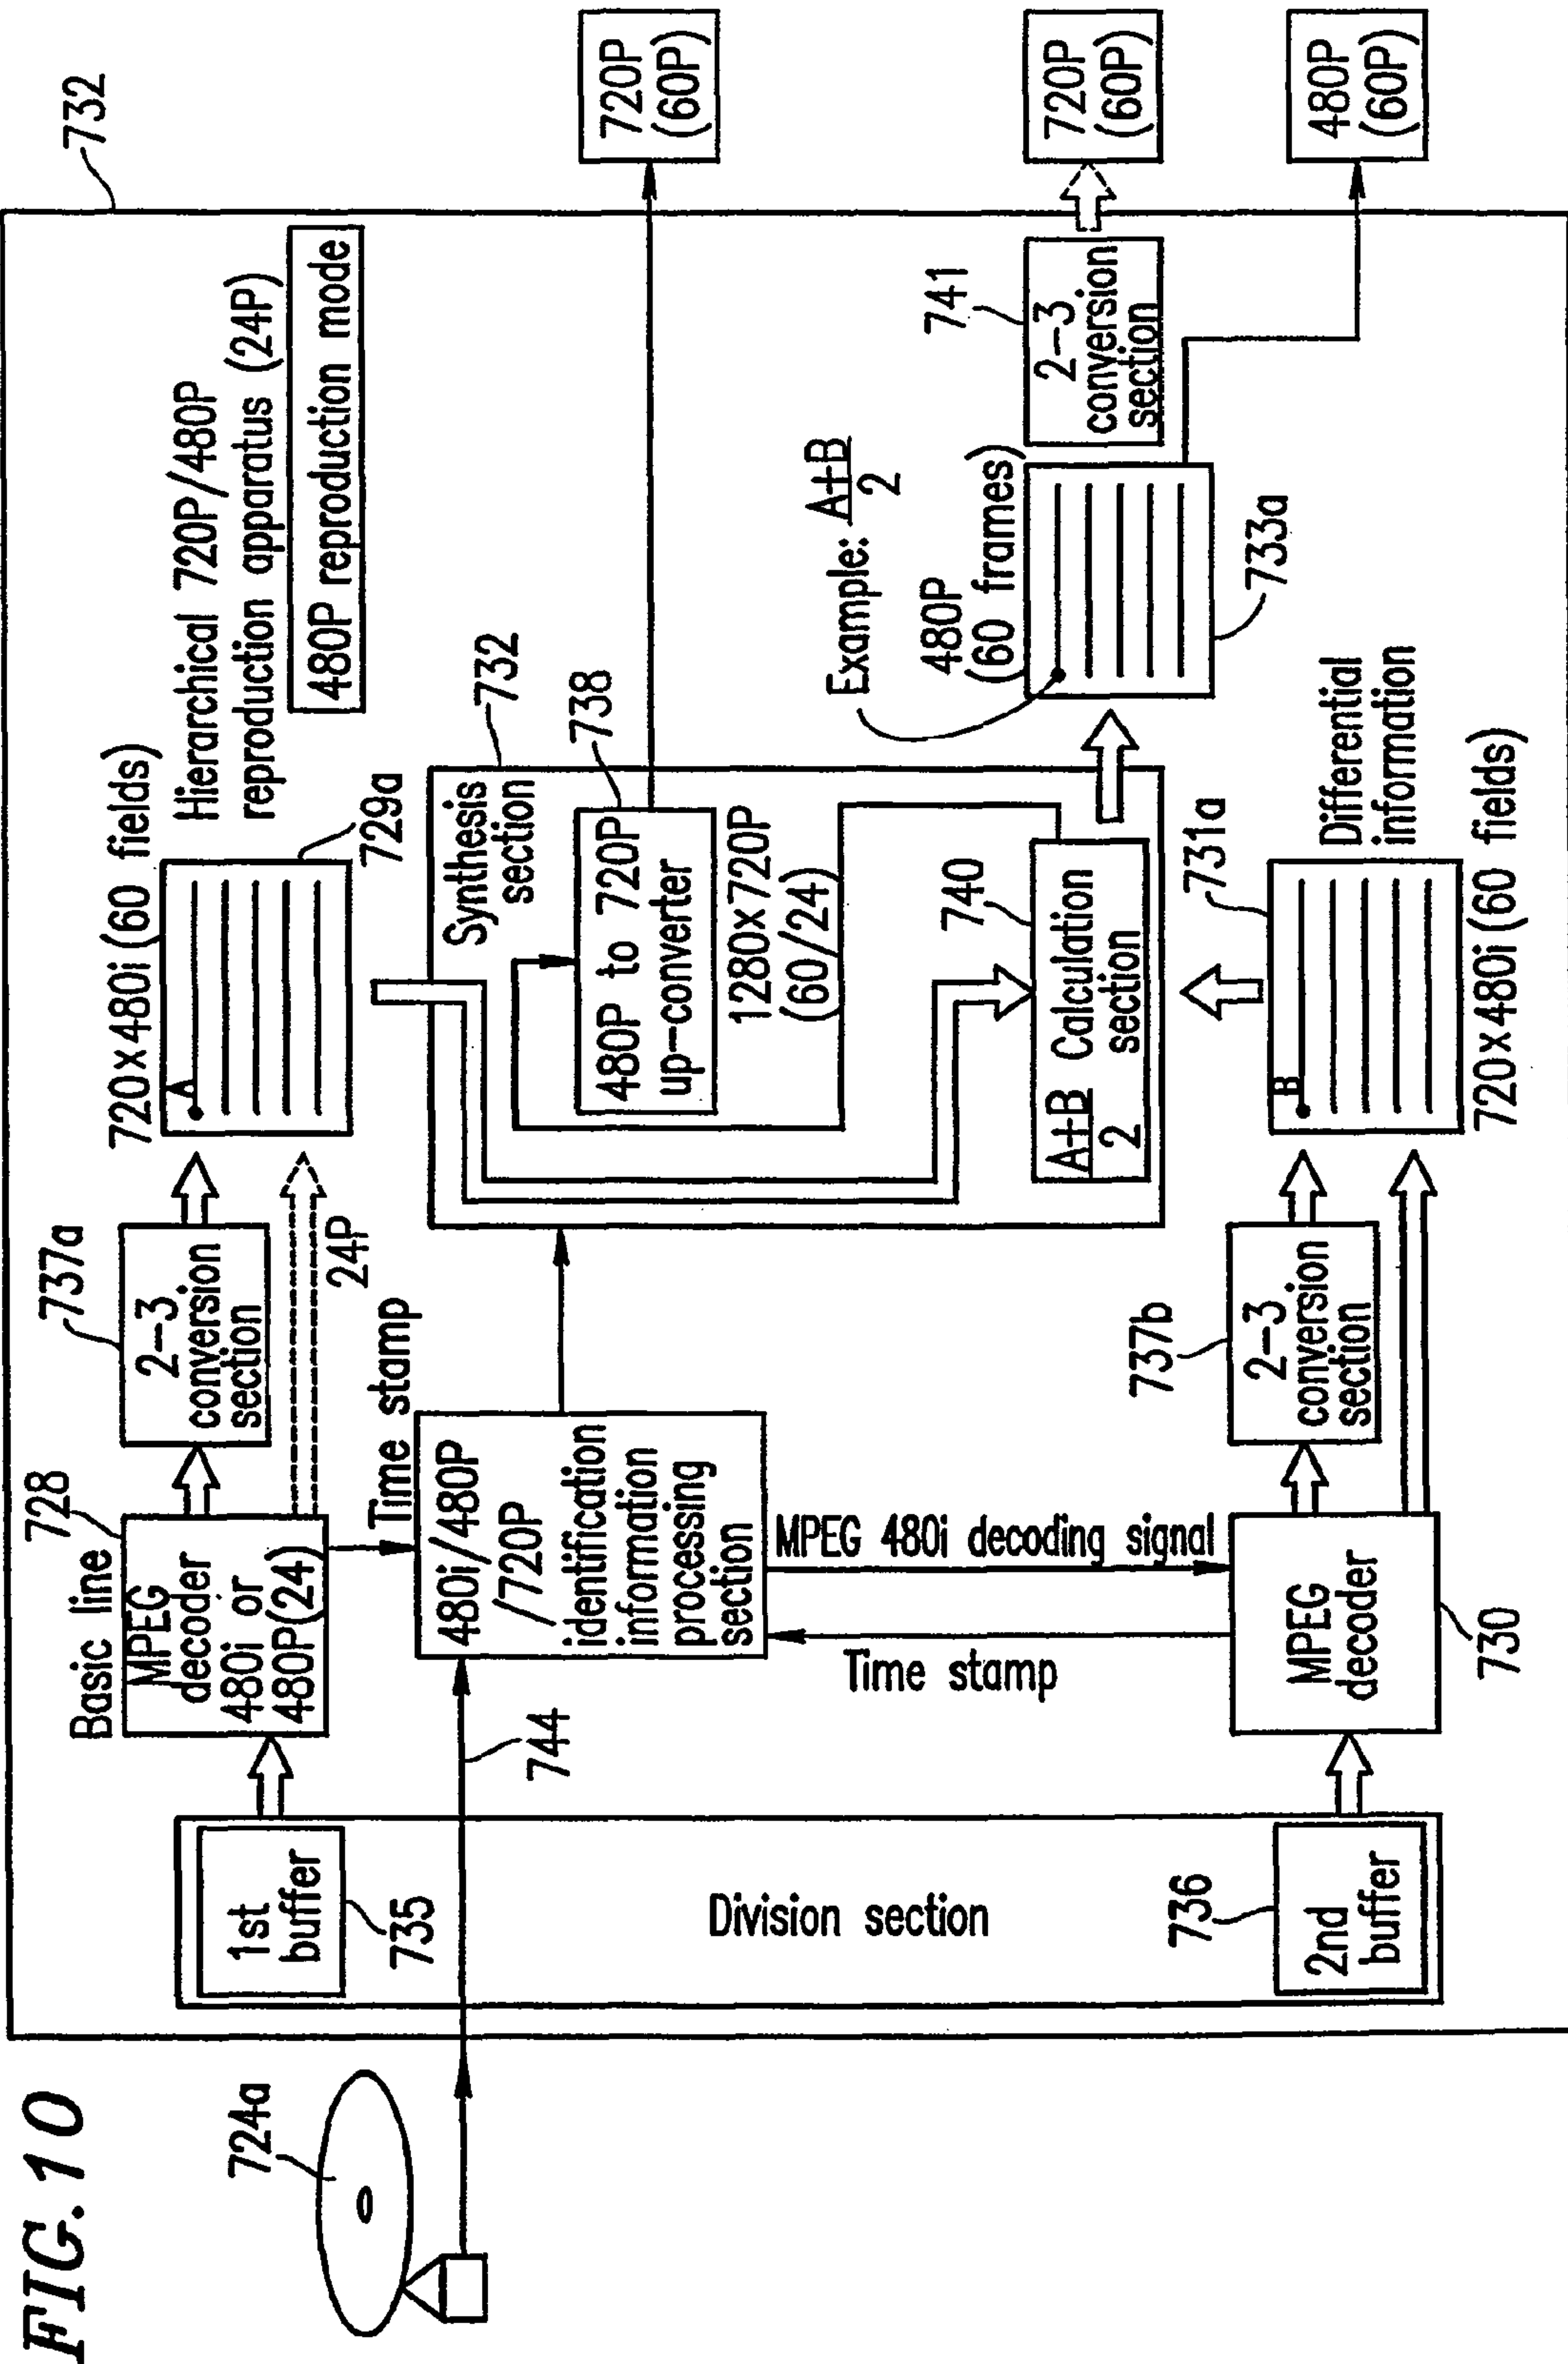 FIG.10
732
Hierarchical 720P/480P
reproduction apparatus (24P)
480P reproduction mode
724a
744
1st
buffer
735
Division section
2nd
buffer
736
Basic line
728
MPEG
decoder
480i or
480P(24)
737a
2-3
conversion
section
24P
Time stamp
720x480i (60 fields)
A
729a
480i/480P
/720P
identification
information
processing
section
MPEG 480i decoding signal
Time stamp
MPEG
decoder
730
737b
2-3
conversion
section
732
Synthesis
section
738
480P to 720P
up-converter
1280x720P
(60/24)
740
A+B
2
Calculation
section
731a
B
Differential
information
720x480i (60 fields)
Example: A+B
2
480P
(60 frames)
733a
741
2-3
conversion
section
720P
(60P)
720P
(60P)
480P
(60P)